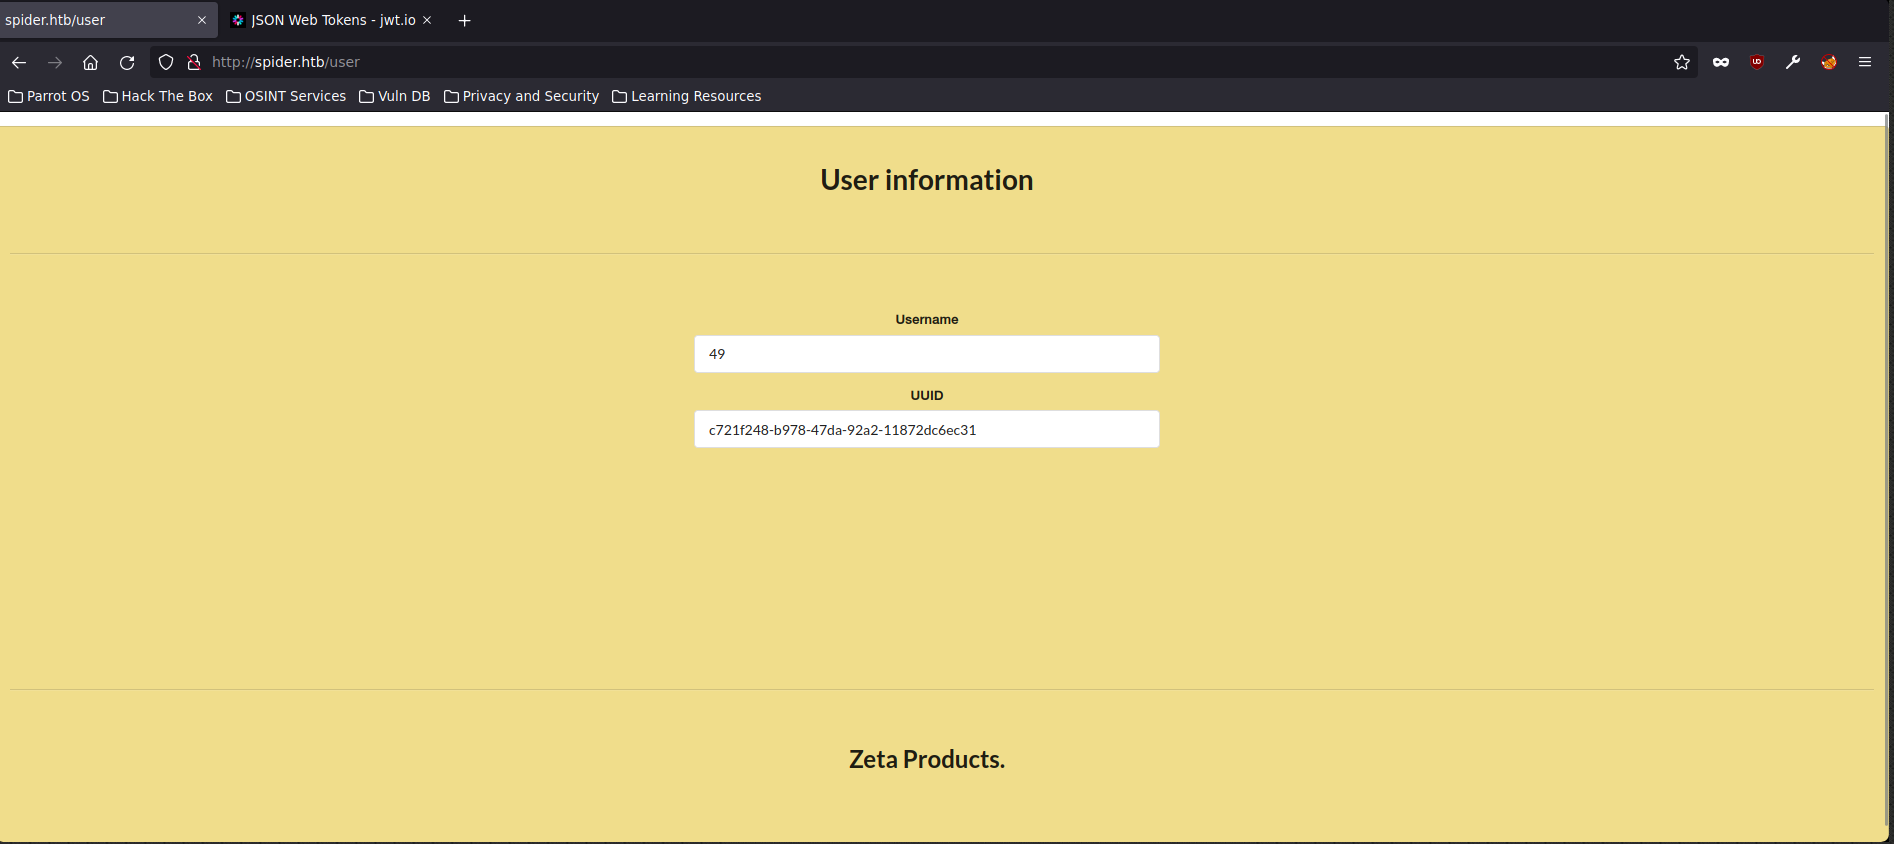 spider.htb/user
JSON Web Tokens - jwt.io
http://spider.htb/user
UD
Parrot OS Hack The Box OSINT Services Vuln DB Privacy and Security Learning Resources
User information
Username
49
UUID
c721f248-b978-47da-92a2-11872dc6ec31
Zeta Products.